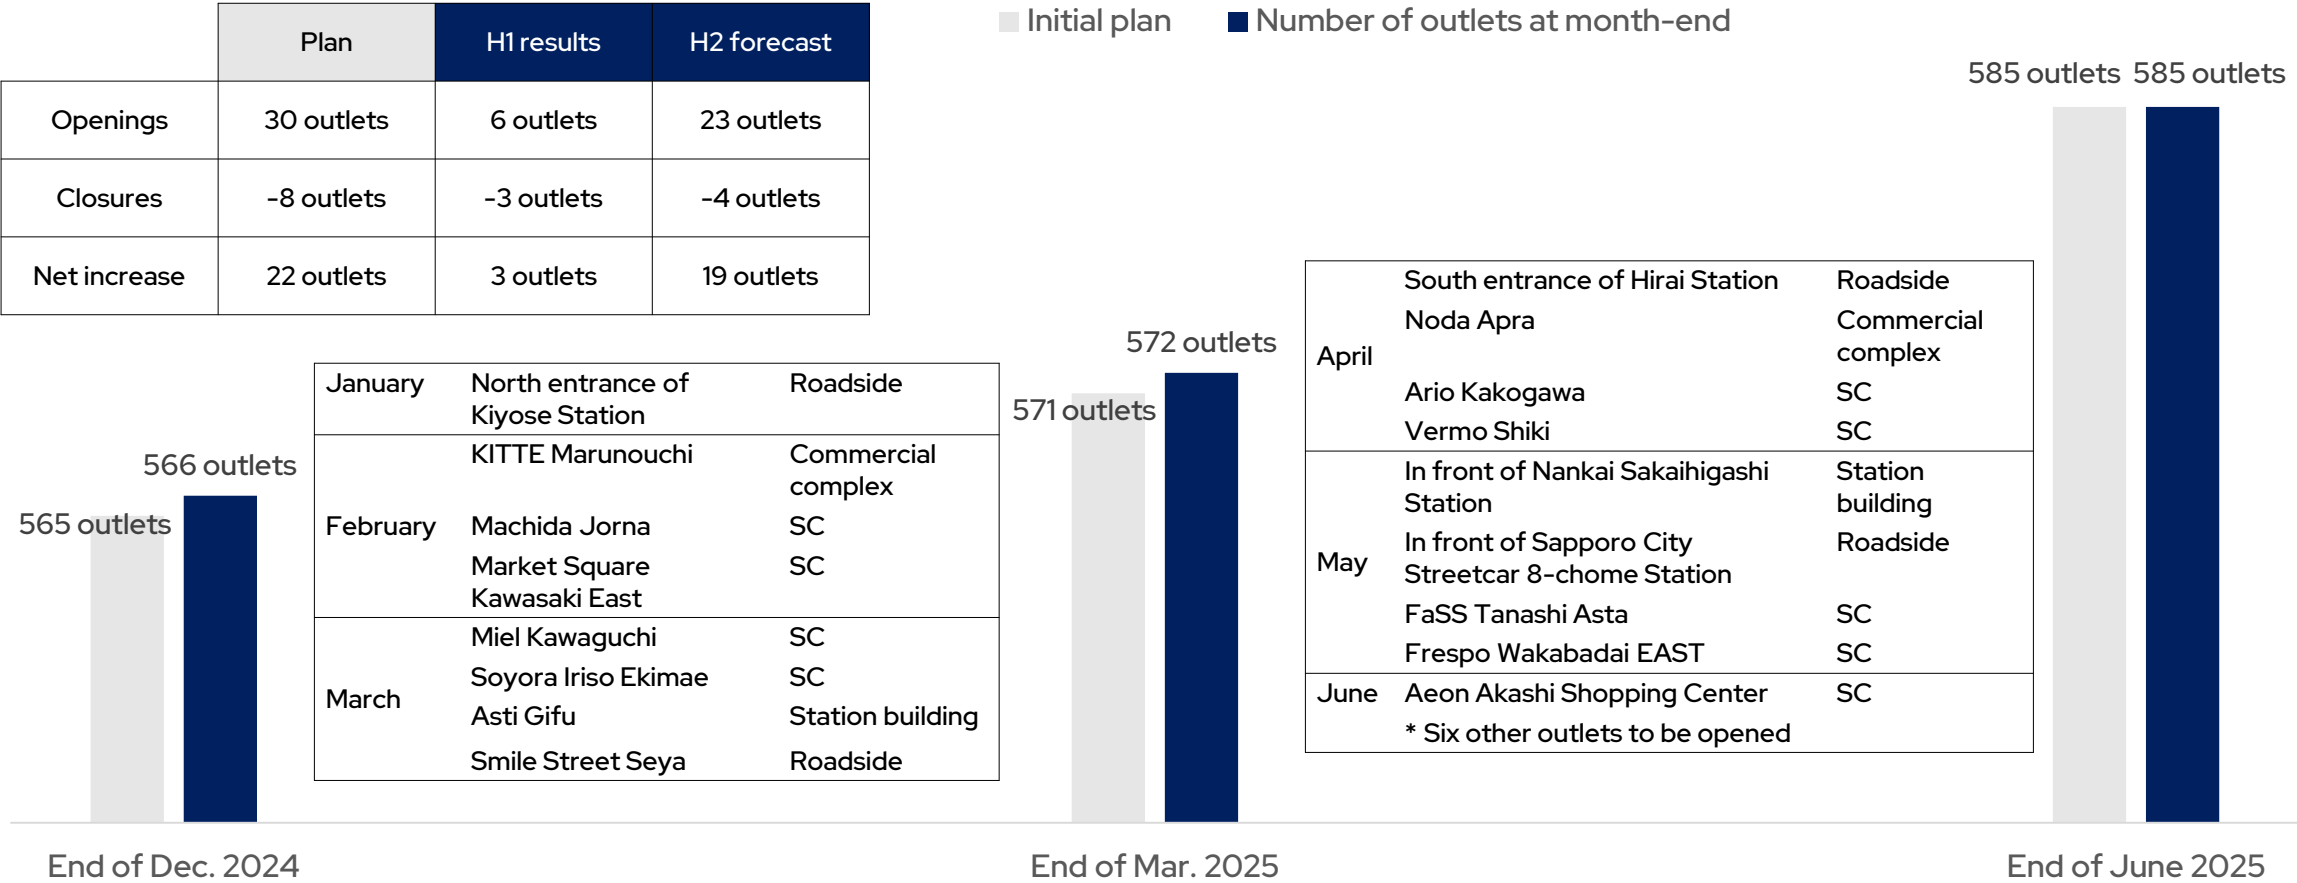 Plan H1 results H2 forecast
Openings 30 outlets 6 outlets 23 outlets
Closures -8 outlets -3 outlets -4 outlets
Net increase 22 outlets 3 outlets 19 outlets
Initial plan Number of outlets at month-end
565 outlets
566 outlets
January North entrance of Roadside
Kiyose Station
February
KITTE Marunouchi Commercial
complex
Machida Jorna SC
Market Square SC
Kawasaki East
March
Miel Kawaguchi SC
Soyora Iriso Ekimae SC
Asti Gifu Station building
Smile Street Seya Roadside
571 outlets
572 outlets
April
South entrance of Hirai Station Roadside
Noda Apra Commercial
complex
Ario Kakogawa SC
Vermo Shiki SC
May
In front of Nankai Sakaihigashi Station
Station building
In front of Sapporo City Roadside
Streetcar 8-chome Station
FaSS Tanashi Asta SC
Frespo Wakabadai EAST SC
June Aeon Akashi Shopping Center SC
* Six other outlets to be opened
585 outlets 585 outlets
End of Dec. 2024 End of Mar. 2025 End of June 2025